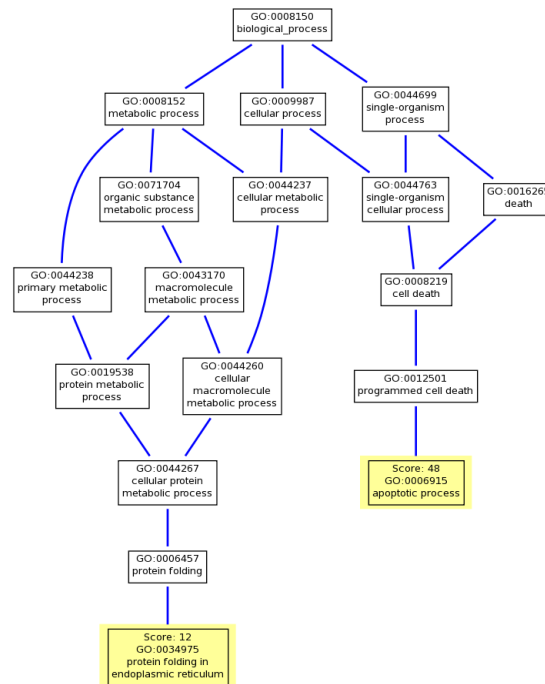 GO:0008150
biological_process
GO:0008152
metabolic process
GO:0009987
cellular process
GO:0044699
single-organism
process
GO:0071704
organic substance
metabolic process
GO:0044237
cellular metabolic
process
GO:0044763
single-organism
cellular process
GO:0016265
death
GO:0044238
primary metabolic
process
GO:0043170
macromolecule
metabolic process
GO:0008219
cell death
GO:0019538
protein metabolic
process
GO:0044260
cellular
macromolecule
metabolic process
GO:0012501
programmed cell death
GO:0044267
cellular protein
metabolic process
Score: 48
GO:0006915
apoptotic process
GO:0006457
protein folding
Score: 12
GO:0034975
protein folding in
endoplasmic reticulum